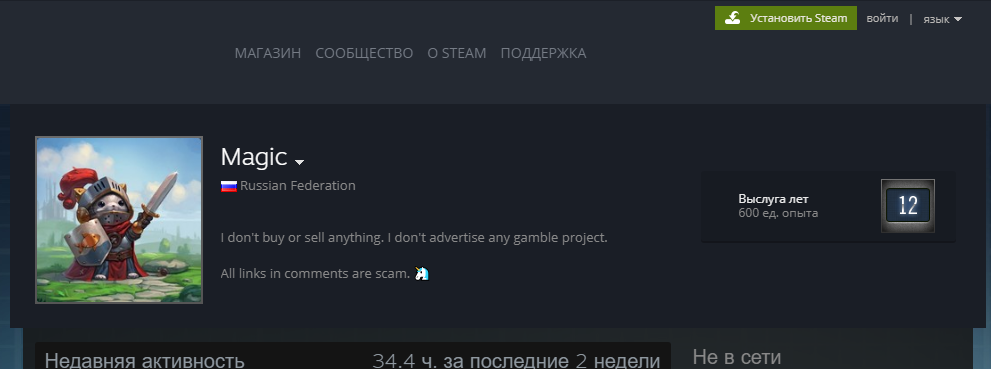 Установить Steam войти | язык
МАГАЗИН СООБЩЕСТВО О STEAM ПОДДЕРЖКА
Magic
Russian Federation
Выслуга лет
600 ед. опыта
12
I don't buy or sell anything. I don't advertise any gamble project.
All links in comments are scam.
Недавняя активность 34.4 ч. за последние 2 недели
Не в сети